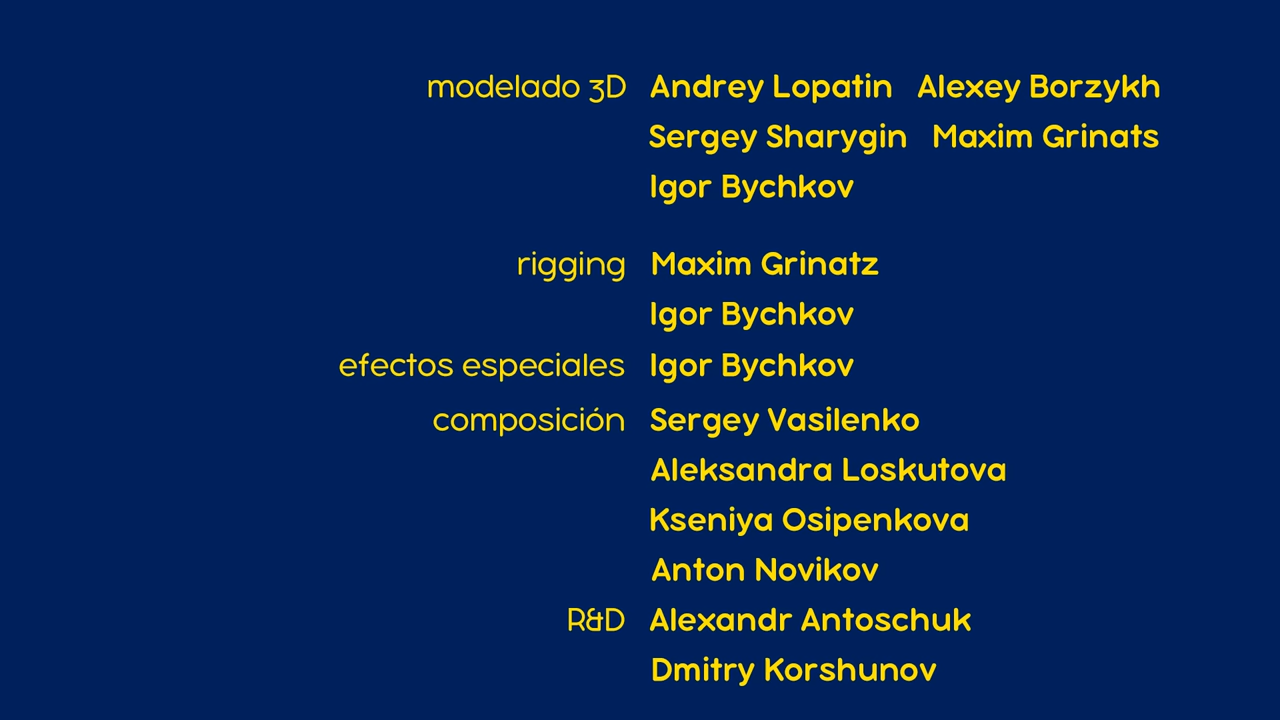 modelado 3D Andrey Lopatin Alexey Borzykh
Sergey Sharygin Maxim Grinats
Igor Bychkov
rigging Maxim Grinatz
Igor Bychkov
efectos especiales Igor Bychkov
composición Sergey Vasilenko
Aleksandra Loskutova
Kseniya Osipenkova
Anton Novikov
R&D Alexandr Antoschuk
Dmitry Korshunov